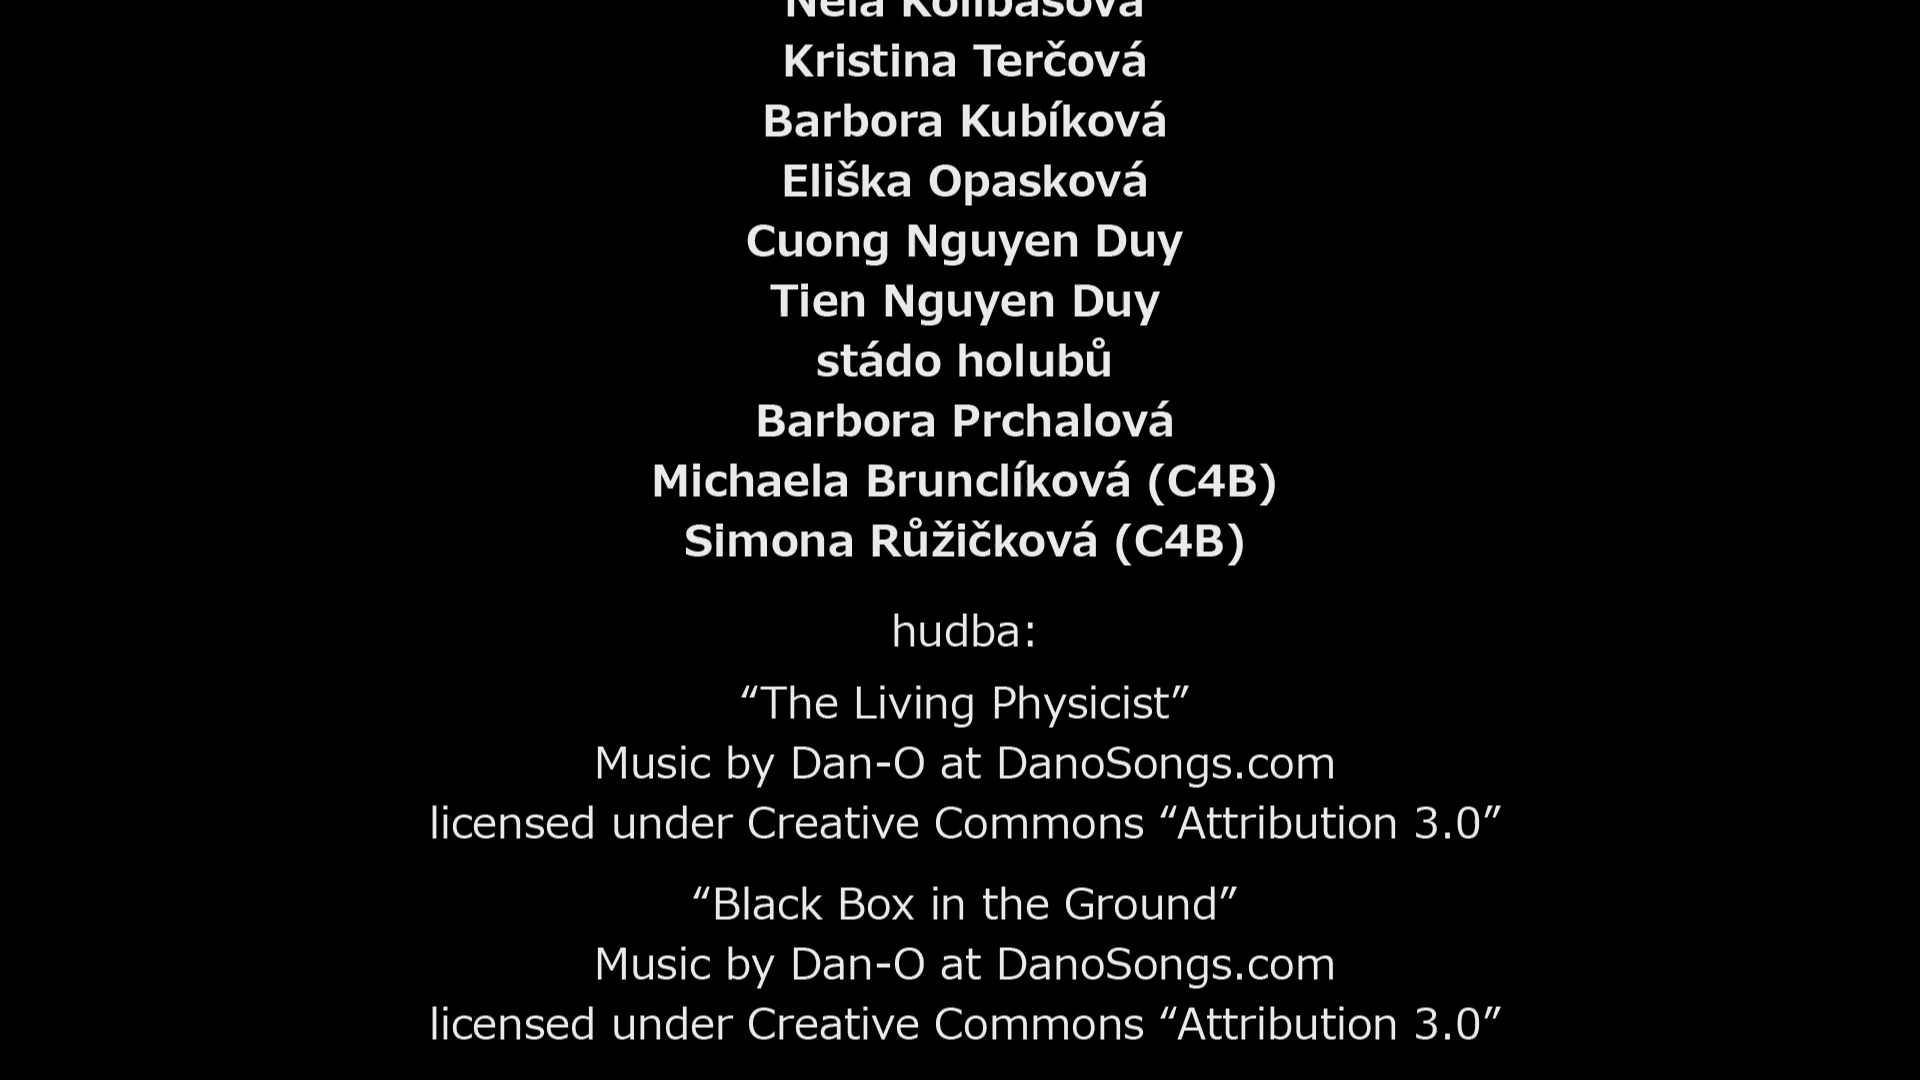 Kristina Terčová
Barbora Kubíková
Eliška Opasková
Cuong Nguyen Duy
Tien Nguyen Duy
stádo holubů
Barbora Prchalová
Michaela Brunclíková (C4B)
Simona Růžičková (C4B)
hudba:
“The Living Physicist”
Music by Dan-O at DanoSongs.com
licensed under Creative Commons “Attribution 3.0”
“Black Box in the Ground”
Music by Dan-O at DanoSongs.com
licensed under Creative Commons “Attribution 3.0”